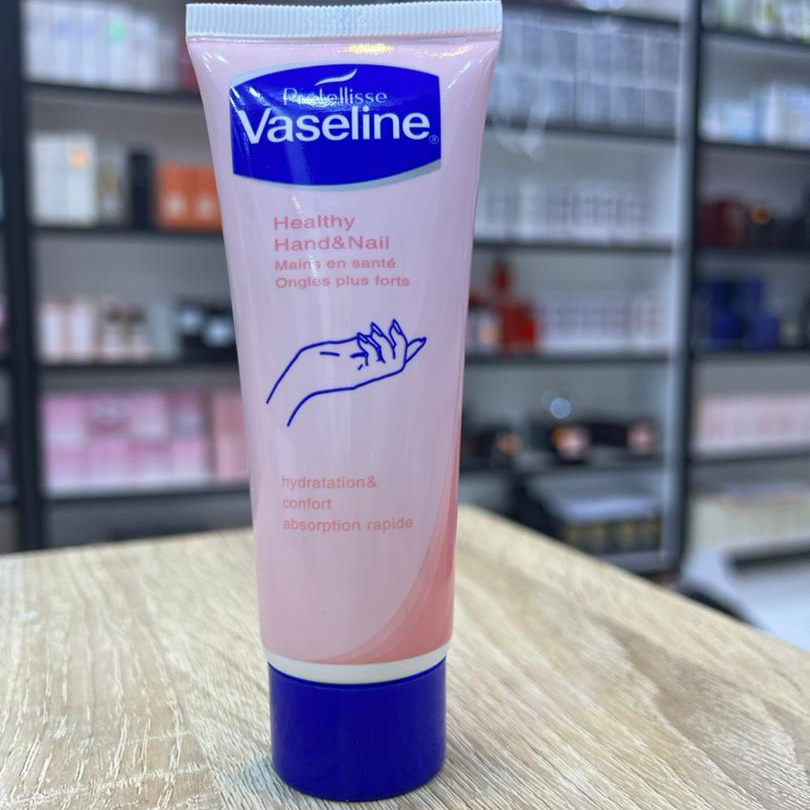 Vaseline®
Healthy
Hand&Nail
Mains en santé.
Ongles plus forts
hydratation&
confort
absorption rapide